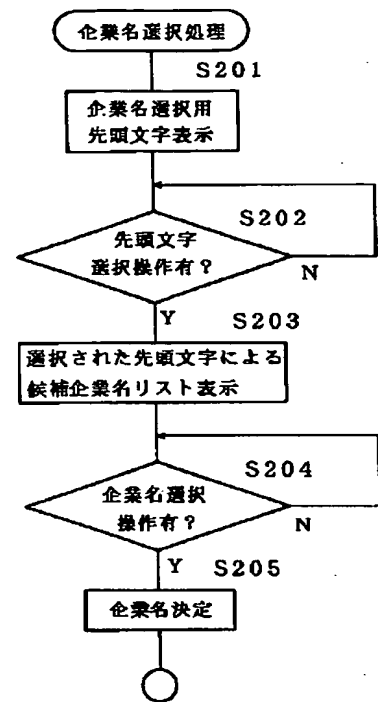 企業名選択処理
S201
企業名選択用
先頭文字表示
S202
先頭文字
選択操作有？
N
Y
S203
選択された先頭文字による
候補企業名リスト表示
S204
企業名選択
操作有？
N
Y
S205
企業名決定